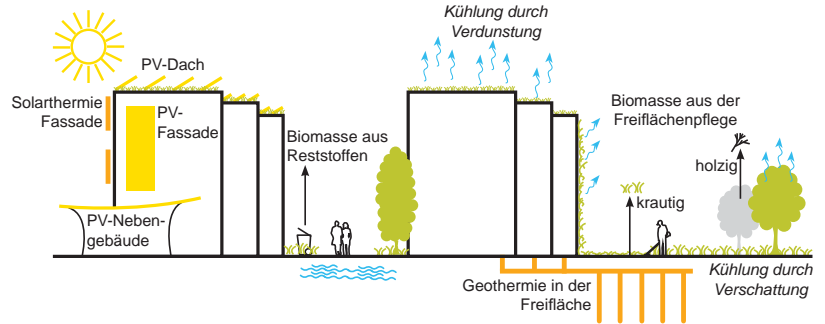 Kühlung durch
Verdunstung
PV-Dach
Solarthermie
Fassade
PV-
Fassade
Biomasse aus
Reststoffen
Biomasse aus der
Freiflächenpflege
holzig
krautig
PV-Neben-
gebäude
Geothermie in der
Freifläche
Kühlung durch
Verschattung